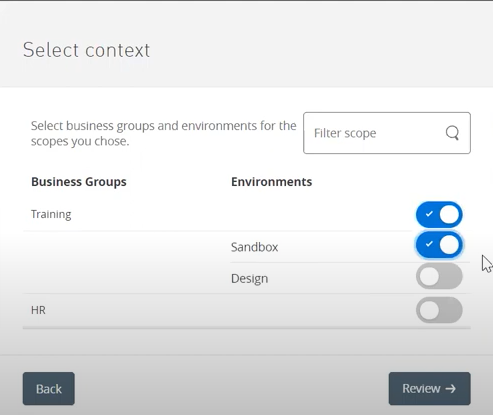 Select context
Select business groups and environments for the
scopes you chose.
Filter scope
Business Groups Environments
Training
Sandbox
Design
HR
Back Review →